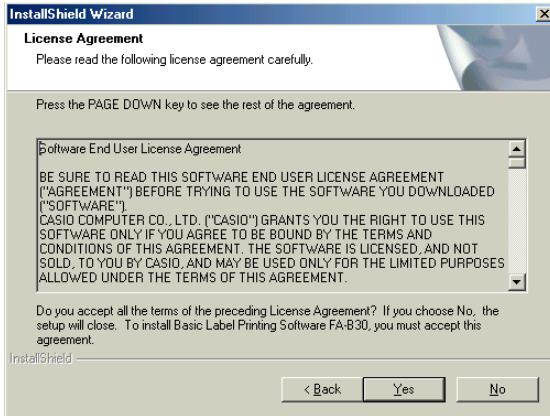 InstallShield Wizard
License Agreement
Please read the following license agreement carefully.
Press the PAGE DOWN key to see the rest of the agreement.
Software End User License Agreement
BE SURE TO READ THIS SOFTWARE END USER LICENSE AGREEMENT
("AGREEMENT") BEFORE TRYING TO USE THE SOFTWARE YOU DOWNLOADED
("SOFTWARE").
CASIO COMPUTER CO., LTD. ("CASIO") GRANTS YOU THE RIGHT TO USE THIS
SOFTWARE ONLY IF YOU AGREE TO BE BOUND BY THE TERMS AND
CONDITIONS OF THIS AGREEMENT. THE SOFTWARE IS LICENSED, AND NOT
SOLD, TO YOU BY CASIO, AND MAY BE USED ONLY FOR THE LIMITED PURPOSES
ALLOWED UNDER THE TERMS OF THIS AGREEMENT.
Do you accept all the terms of the preceding License Agreement? If you choose No, the
setup will close. To install Basic Label Printing Software FA-B30, you must accept this
agreement.
InstallShield
< Back Yes No